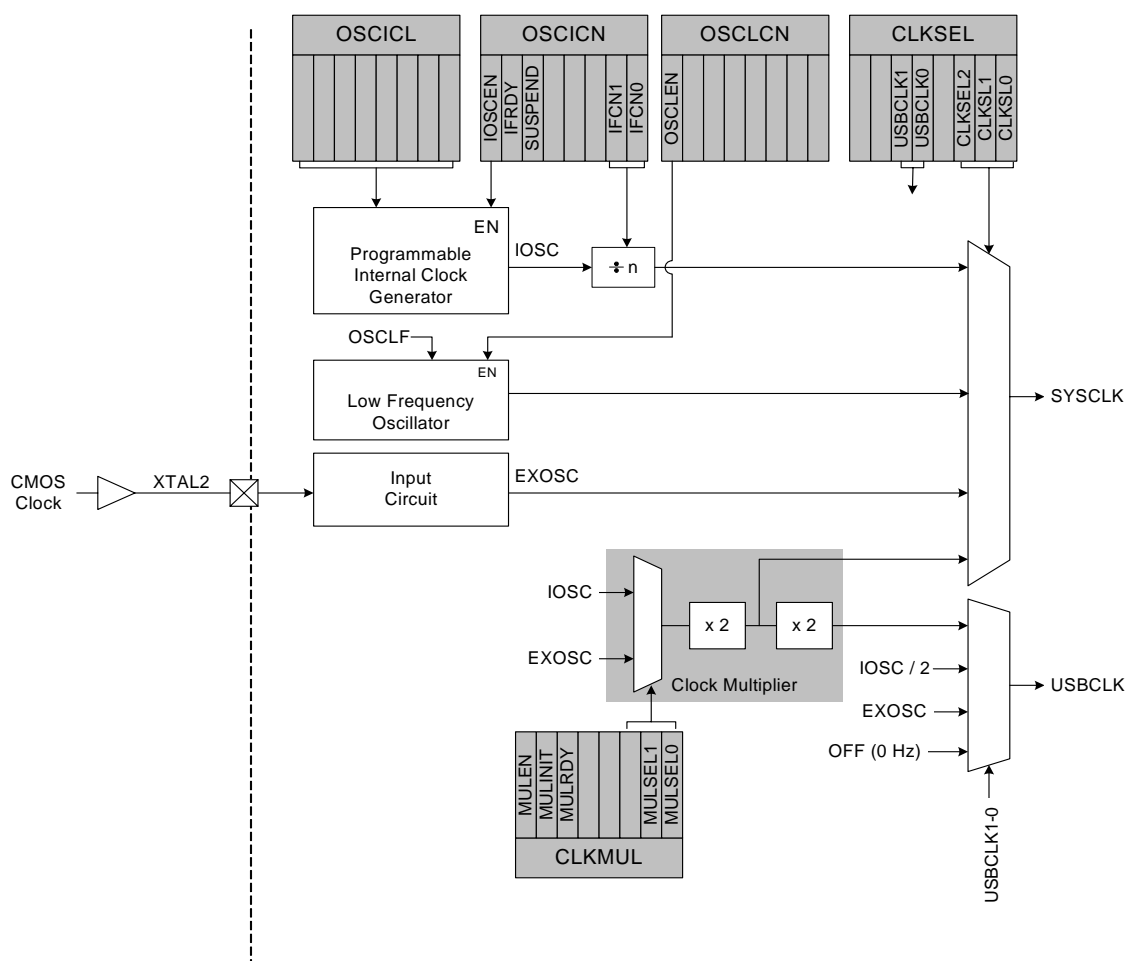 OSCICL
OSCICN
OSCLCN
CLKSEL
IOSCEN
IFRDY
SUSPEND
IFCN1
IFCN0
OSCLEN
USBCLK1
USBCLK0
CLKSEL2
CLKSL1
CLKSL0
EN
Programmable
Internal Clock
Generator
IOSC
÷ n
OSCLF
EN
Low Frequency
Oscillator
SYSCLK
CMOS
Clock
XTAL2
Input
Circuit
EXOSC
IOSC
EXOSC
x 2
x 2
Clock Multiplier
IOSC / 2
EXOSC
OFF (0 Hz)
USBCLK
USBCLK1-0
MULEN
MULINIT
MULRDY
MULSEL1
MULSEL0
CLKMUL